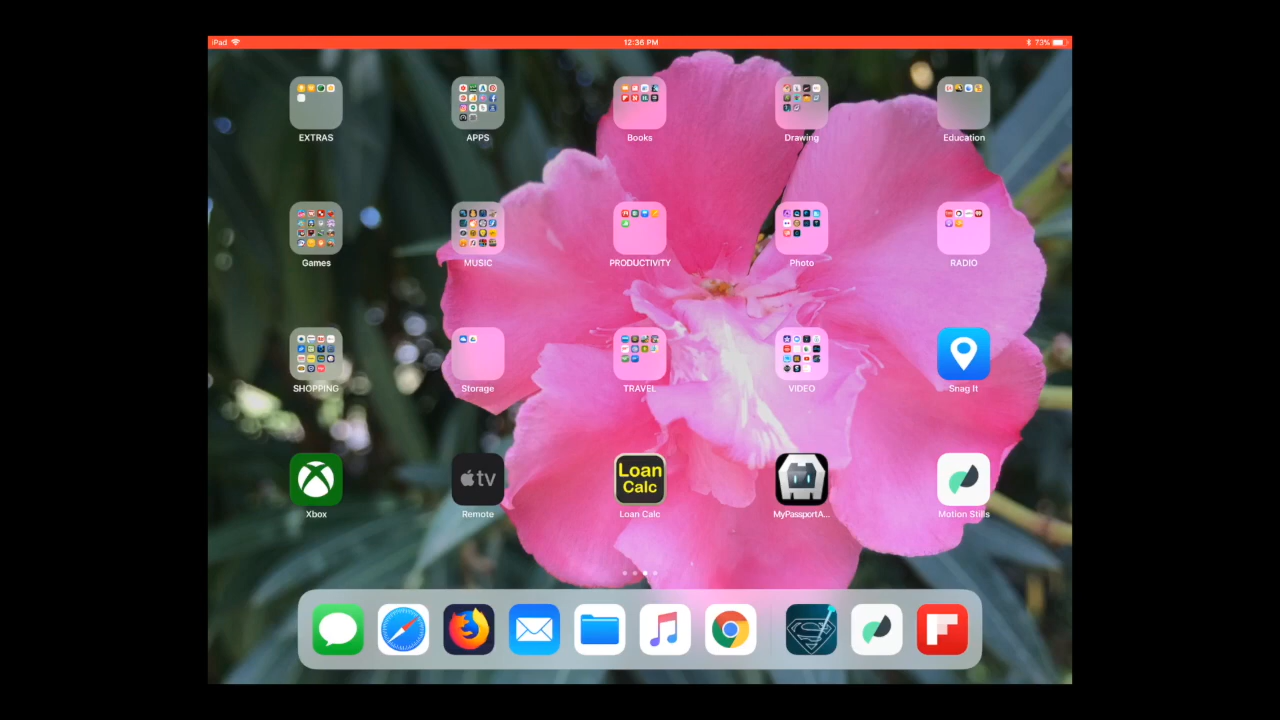 iPad 12:36 PM 73%
EXTRAS APPS Books Drawing Education
Games MUSIC PRODUCTIVITY Photo RADIO
SHOPPING Storage TRAVEL VIDEO Snag It
tv Loan
Calc
Xbox Remote Loan Calc MyPassportA... Motion Stills